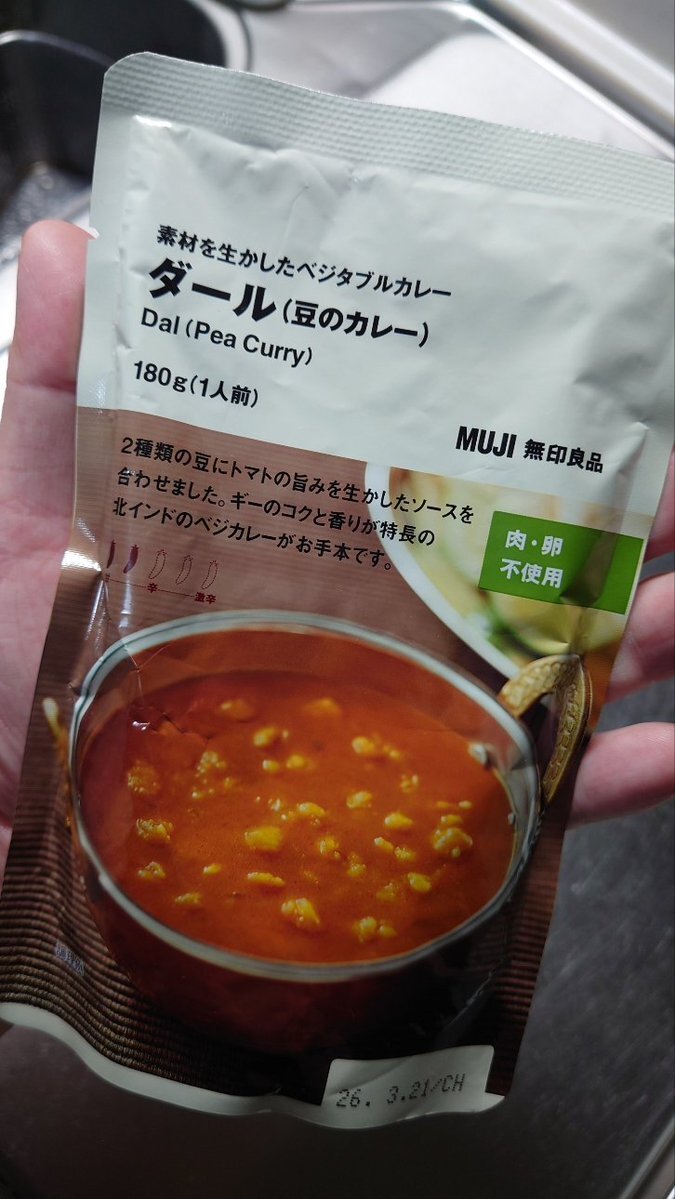 素材を生かしたベジタブルカレー
ダール(豆のカレー)
Dal (Pea Curry)
180g(1人前)
MUJI 無印良品
2種類の豆にトマトの旨みを生かしたソースを
合わせました。ギーのコクと香りが特長の
北インドのベジカレーがお手本です。
肉・卵
不使用
辛
激辛
26. 3.21/CH